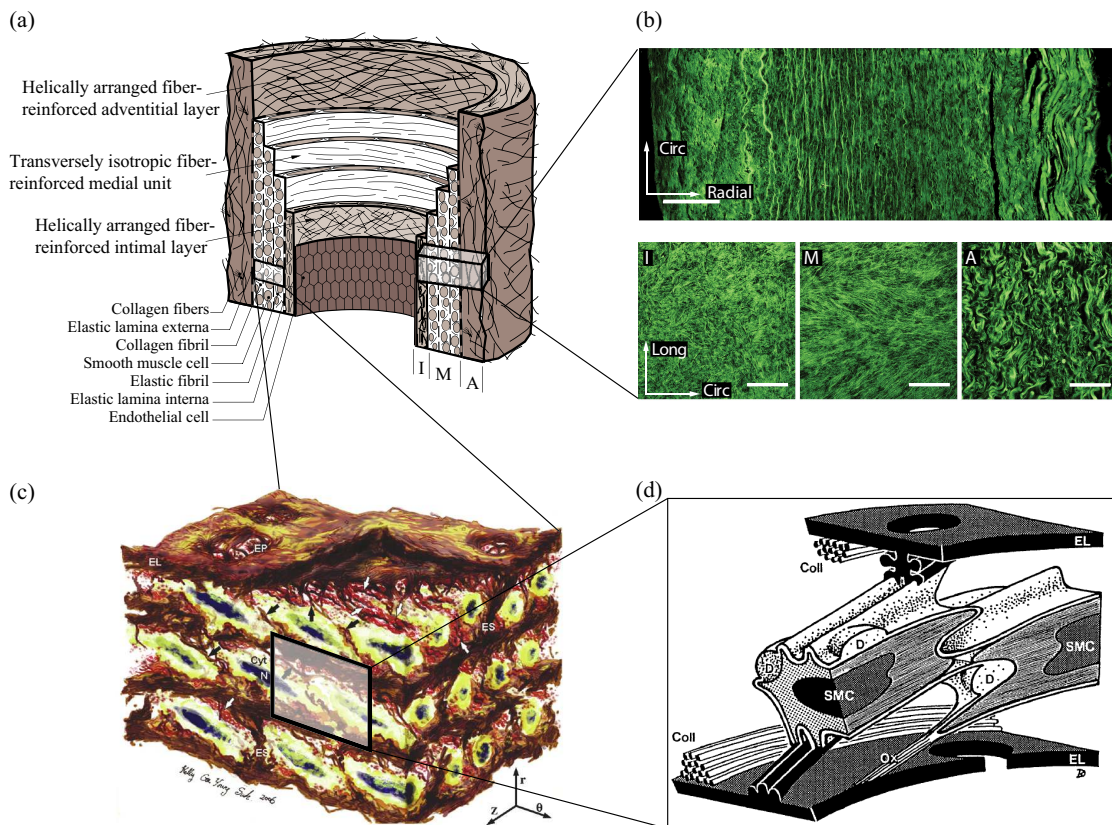 (a)
Helically arranged fiber-
reinforced adventitial layer
Transversely isotropic fiber-
reinforced medial unit
Helically arranged fiber-
reinforced intimal layer
Collagen fibers
Elastic lamina externa
Collagen fibril
Smooth muscle cell
Elastic fibril
Elastic lamina interna
Endothelial cell
I
M
A
(b)
Circ
Radial
I
M
A
Long
Circ
(c)
EP
EL
ES
Cyt
N
ES
2006
r
θ
z
(d)
EL
Coll
D
D
SMC
SMC
D
Coll
Ox
EL